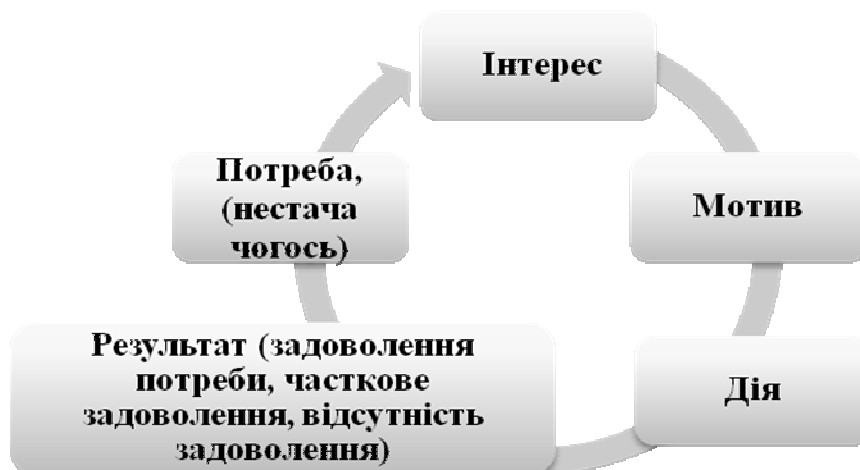 Інтерес
Потреба,
(нестача
чогось)
Мотив
Результат (задоволення
потреби, часткове
задоволення, відсутність
задоволення)
Дія